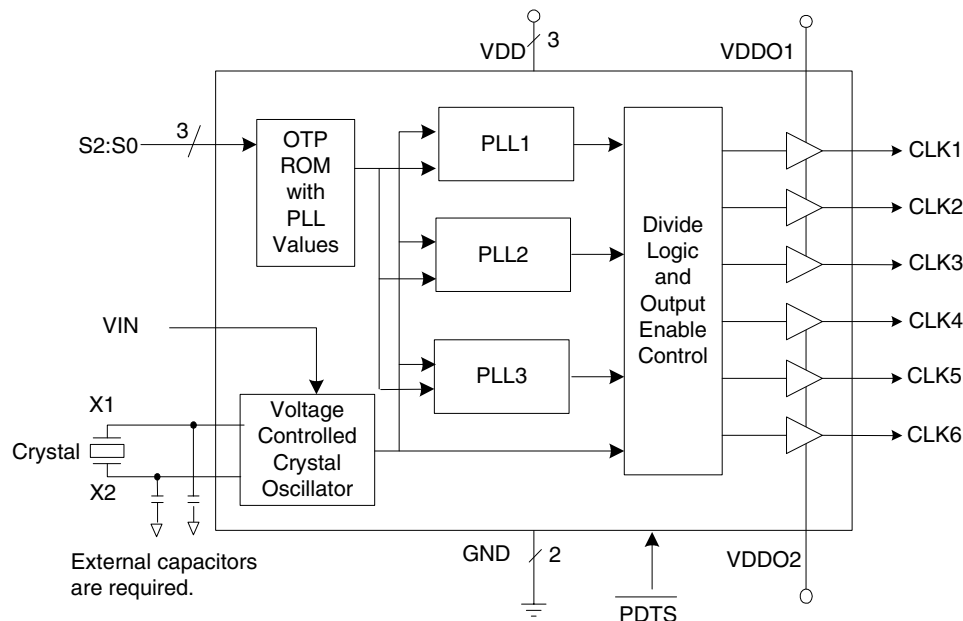 VDD
3
VDDO1
S2:S0
3
OTP
ROM
with
PLL
Values
PLL1
PLL2
PLL3
Divide
Logic
and
Output
Enable
Control
CLK1
CLK2
CLK3
CLK4
CLK5
CLK6
VIN
X1
Crystal
X2
Voltage
Controlled
Crystal
Oscillator
External capacitors
are required.
GND
2
PDTS
VDDO2